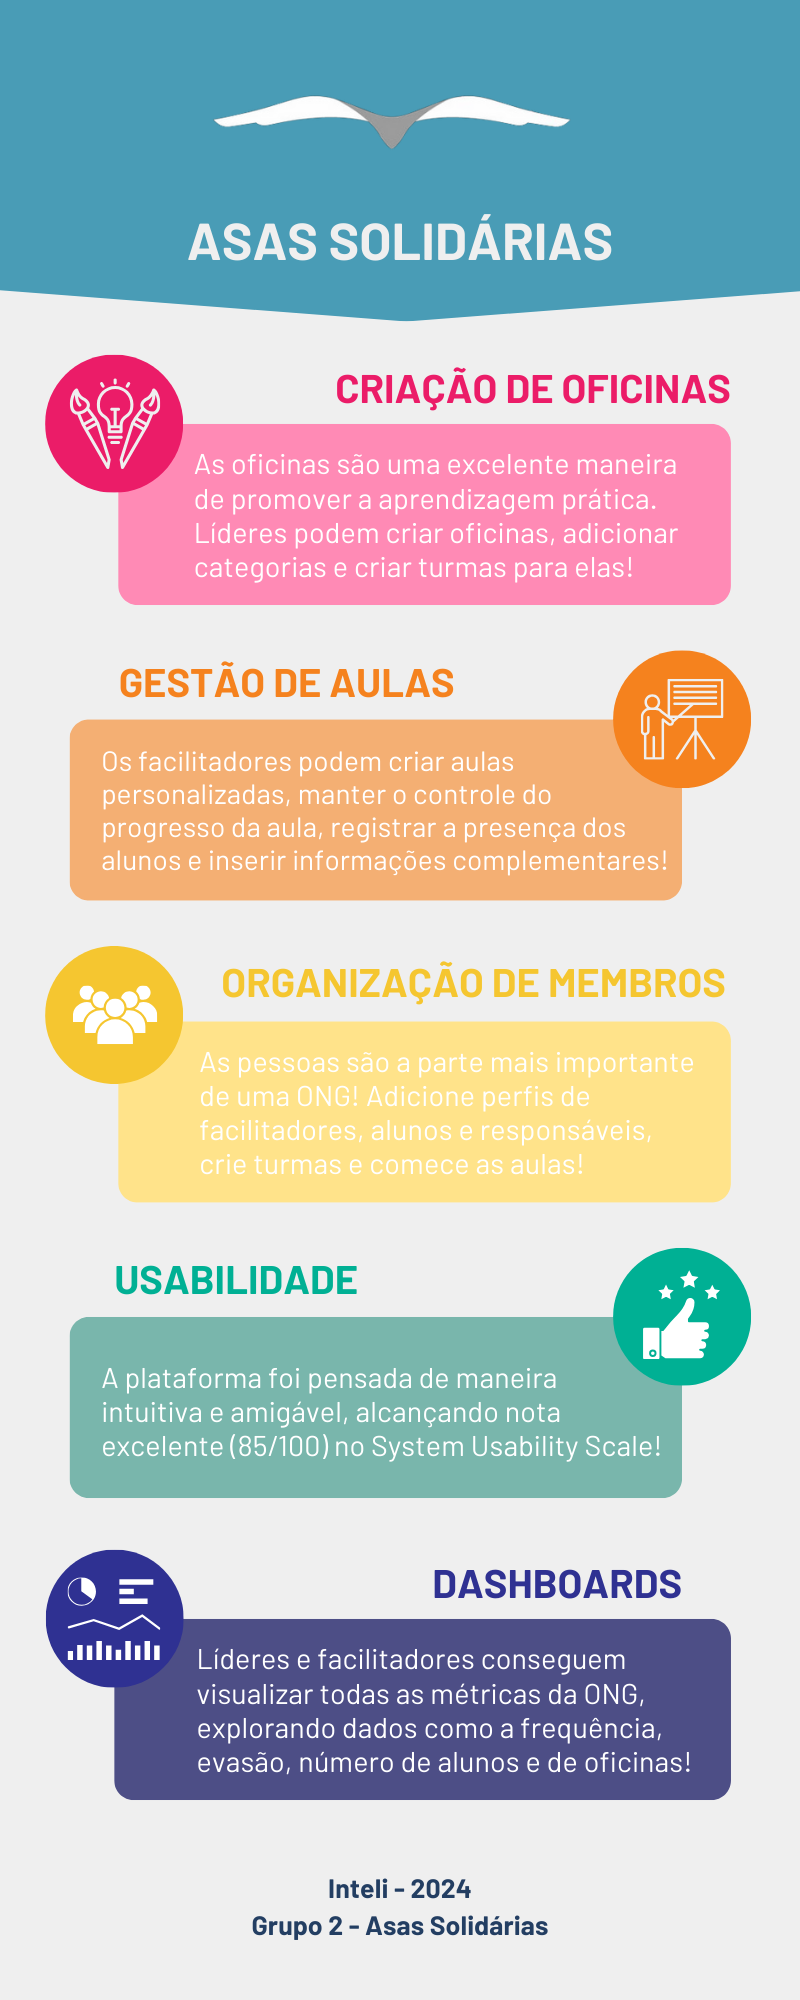 ASAS SOLIDÁRIAS
CRIAÇÃO DE OFICINAS
As oficinas são uma excelente maneira
de promover a aprendizagem prática.
Líderes podem criar oficinas, adicionar
categorias e criar turmas para elas!
GESTÃO DE AULAS
Os facilitadores podem criar aulas
personalizadas, manter o controle do
progresso da aula, registrar a presença dos
alunos e inserir informações complementares!
ORGANIZAÇÃO DE MEMBROS
As pessoas são a parte mais importante
de uma ONG! Adicione perfis de
facilitadores, alunos e responsáveis,
crie turmas e comece as aulas!
USABILIDADE
A plataforma foi pensada de maneira
intuitiva e amigável, alcançando nota
excelente (85/100) no System Usability Scale!
DASHBOARDS
Líderes e facilitadores conseguem
visualizar todas as métricas da ONG,
explorando dados como a frequência,
evasão, número de alunos e de oficinas!
Inteli - 2024
Grupo 2 - Asas Solidárias